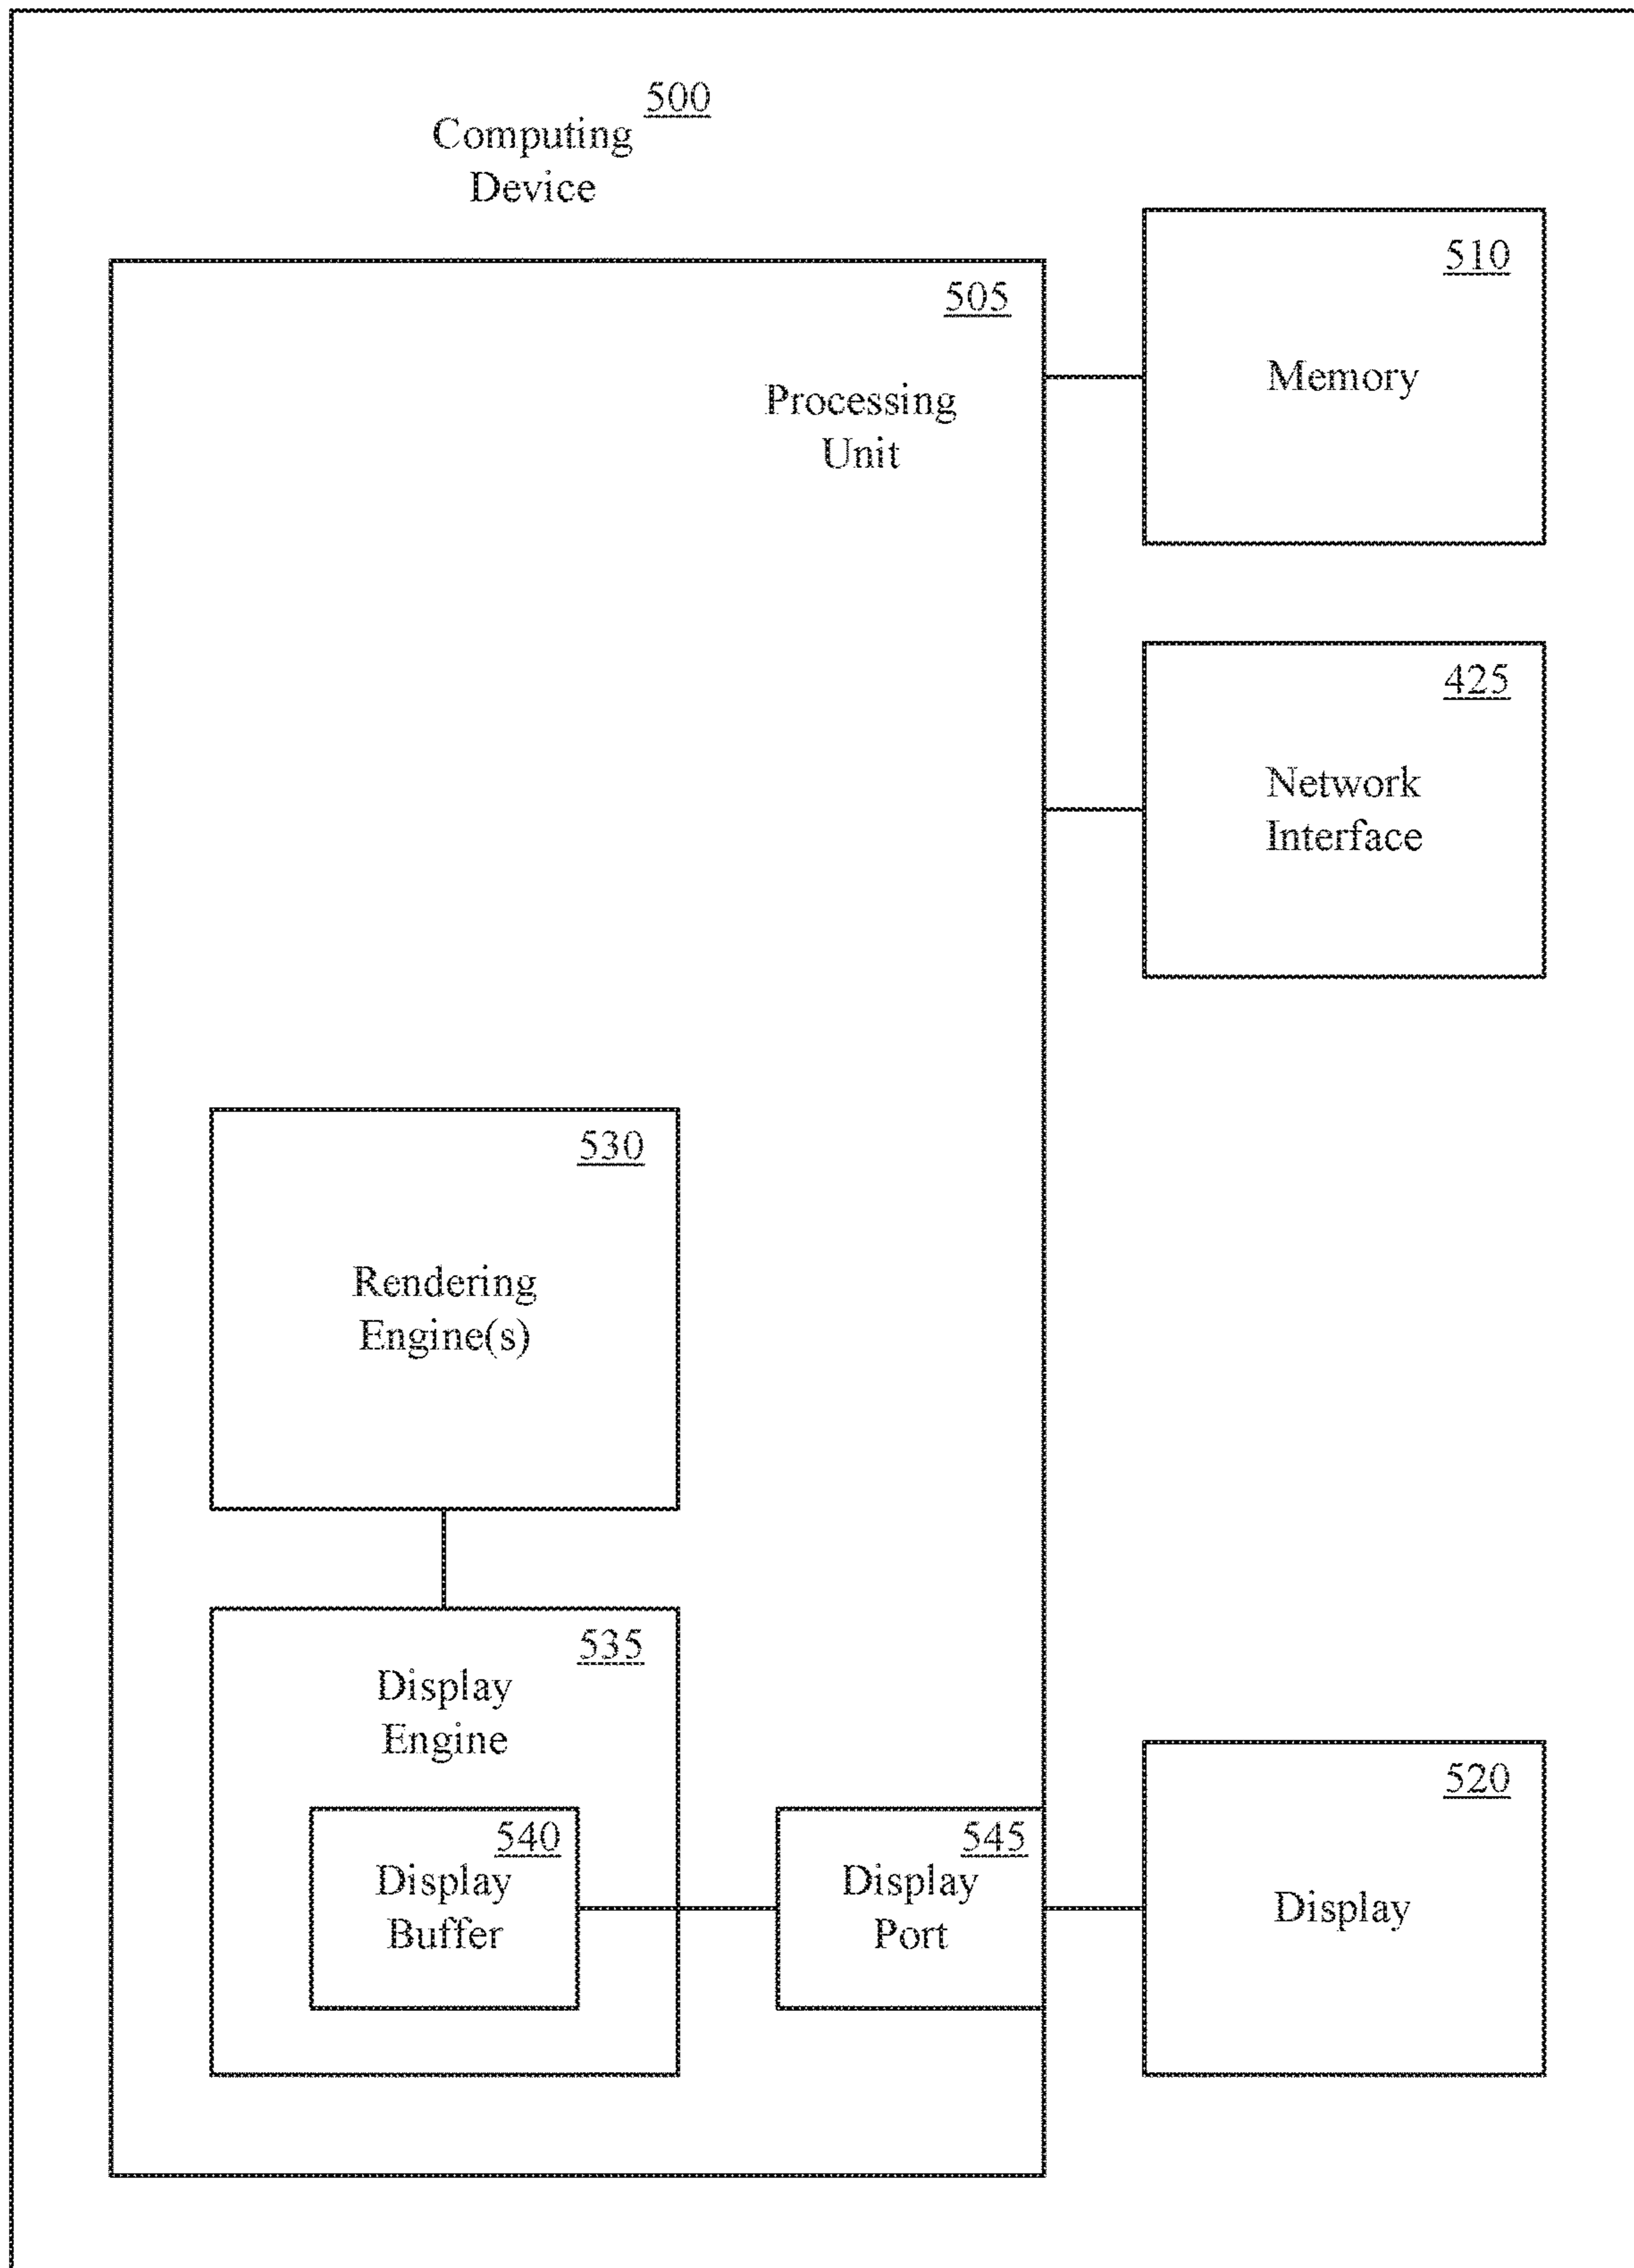 500
Computing
Device
510
Memory
505
Processing
Unit
425
Network
Interface
530
Rendering
Engine(s)
535
Display
Engine
540
Display
Buffer
545
Display
Port
520
Display